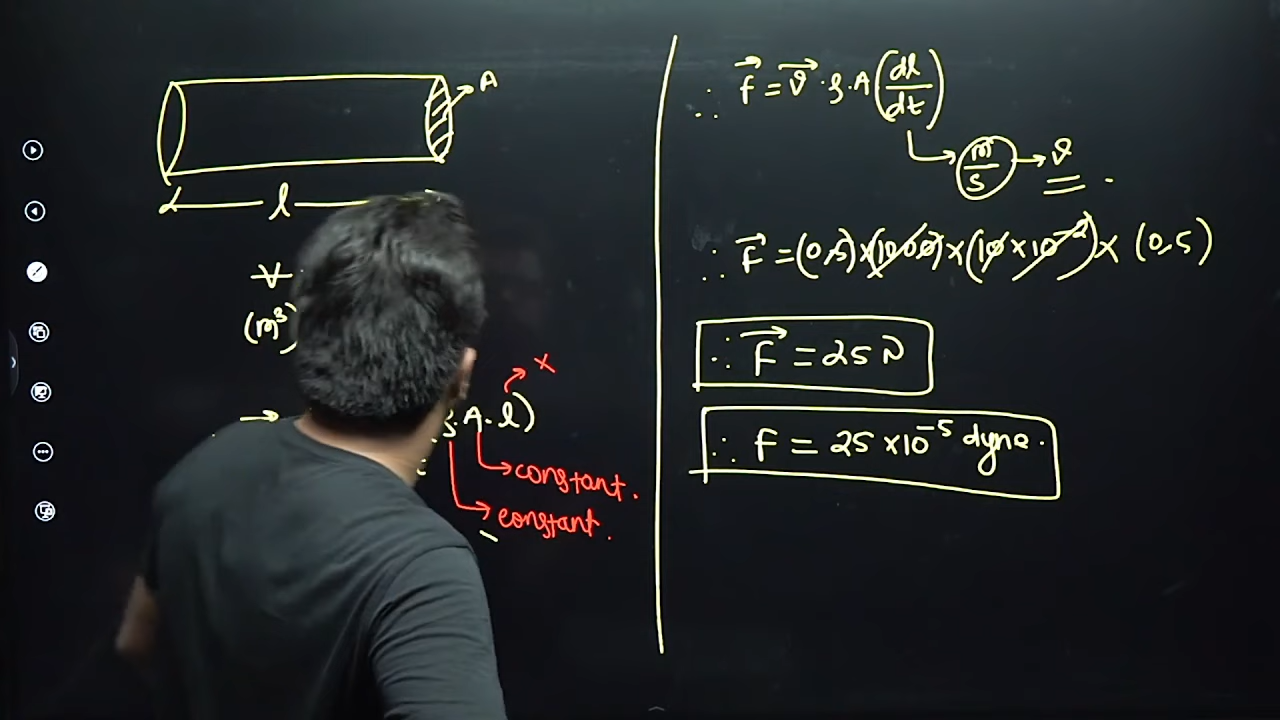 A
l
V
(m³)
→ ρ.A.l)
x
constant.
constant.
∴ f⃗ = v⃗ . ρ.A (dl/dt)
m/s → v
∴ F⃗ = (0.5) × (1000) × (10 × 10⁻²) × (0.5)
∴ F⃗ = 25 N
∴ F = 25 × 10⁻⁵ dyne.